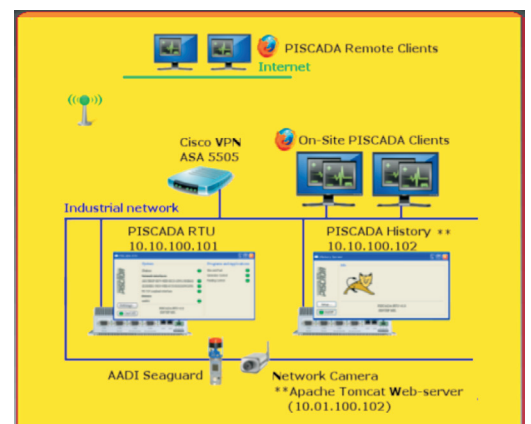 PISCADA Remote Clients
Internet
Cisco VPN
ASA 5505
On-Site PISCADA Clients
Industrial network
PISCADA RTU
10.10.100.101
PISCADA History **
10.10.100.102
AADI Seaguard
Network Camera
**Apache Tomcat Web-server
(10.01.100.102)